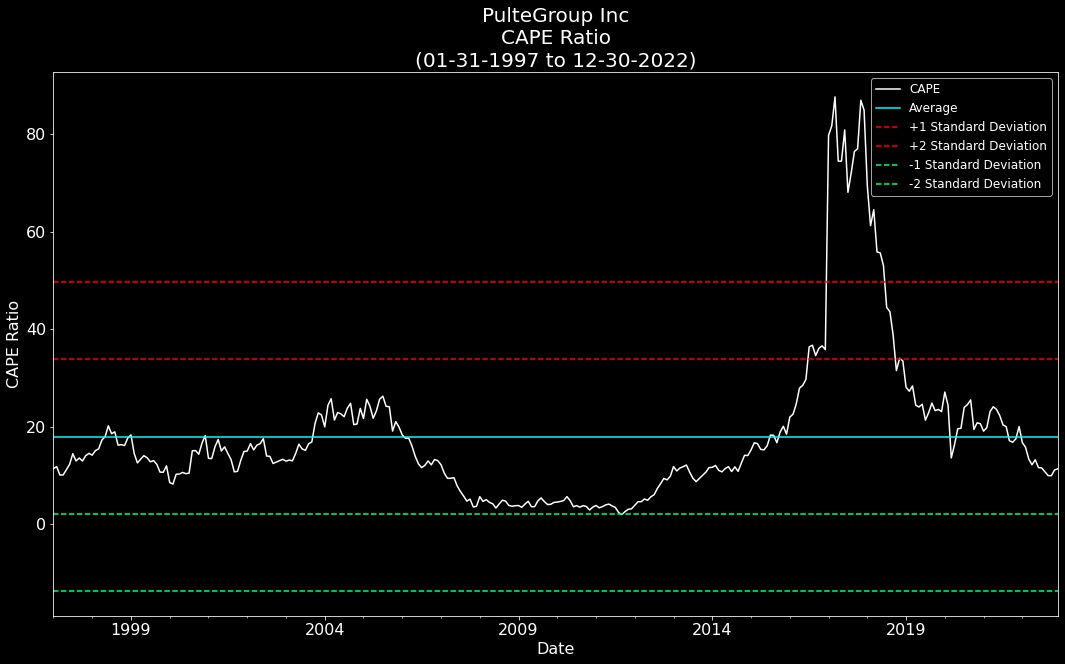 PulteGroup Inc
CAPE Ratio
(01-31-1997 to 12-30-2022)
CAPE
Average
+1 Standard Deviation
+2 Standard Deviation
-1 Standard Deviation
-2 Standard Deviation
CAPE Ratio
80
60
40
20
0
1999 2004 2009 2014 2019
Date